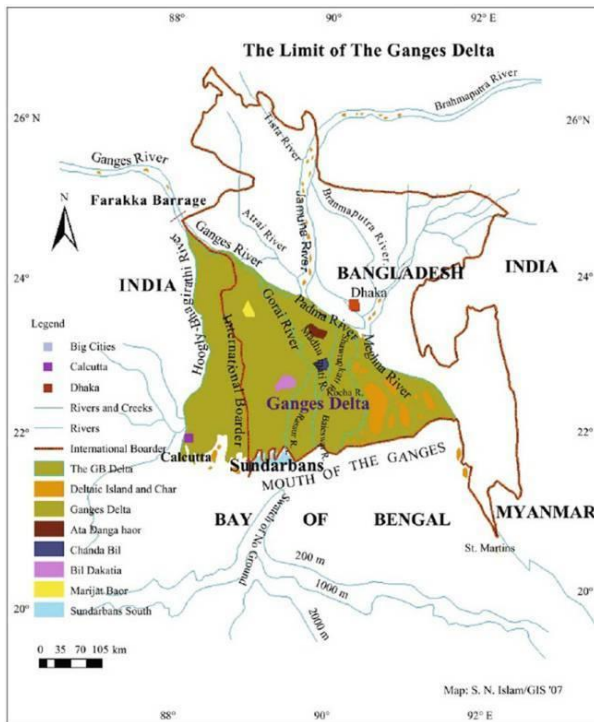 88°
90°
92° E
The Limit of The Ganges Delta
Brahmaputra River
26° N
26° N
Tista River
Ganges River
Farakka Barrage
N
Jamuna River
Branmaputra River
Attrai River
Ganges River
24°
24°
BANGLADESH
INDIA
INDIA
Dhaka
Hoogly-Bhagirathi River
International Boarder
Gorai River
Padma River
Meghna River
Kocha R.
Ganges Delta
Legend
Big Cities
Calcutta
Dhaka
Rivers and Creeks
Rivers
International Boarder
The GB Delta
Deltaic Island and Char
Ganges Delta
Ata Danga haor
Chanda Bil
Bil Dakatia
Marijat Baor
Sundarbans South
22°
22°
Calcutta
Sundarbans
MOUTH OF THE GANGES
BAY OF BENGAL
MYANMAR
St. Martins
Swatch of No Ground
200 m
1000 m
2000 m
20°
20°
0 35 70 105 km
Map: S. N. Islam/GIS '07
88°
90°
92 E